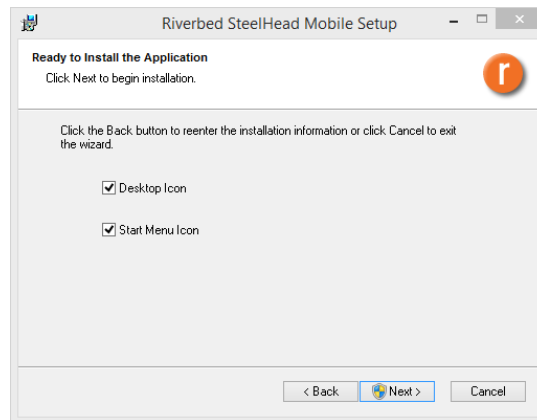 Riverbed SteelHead Mobile Setup
Ready to Install the Application
Click Next to begin installation.
r
Click the Back button to reenter the installation information or click Cancel to exit
the wizard.
Desktop Icon
Start Menu Icon
< Back
Next >
Cancel